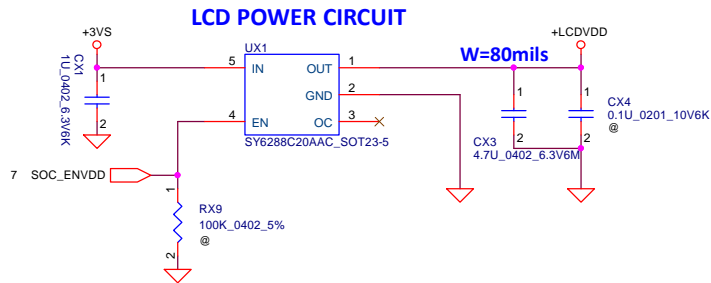 LCD POWER CIRCUIT
+3VS
+LCDVDD
UX1
W=80mils
CX1
1U_0402_6.3V6K
1
2
5
IN
OUT
1
GND
2
4
EN
OC
3
SY6288C20AAC_SOT23-5
1
2
CX3
4.7U_0402_6.3V6M
1
2
CX4
0.1U_0201_10V6K
@
7
SOC_ENVDD
1
2
RX9
100K_0402_5%
@